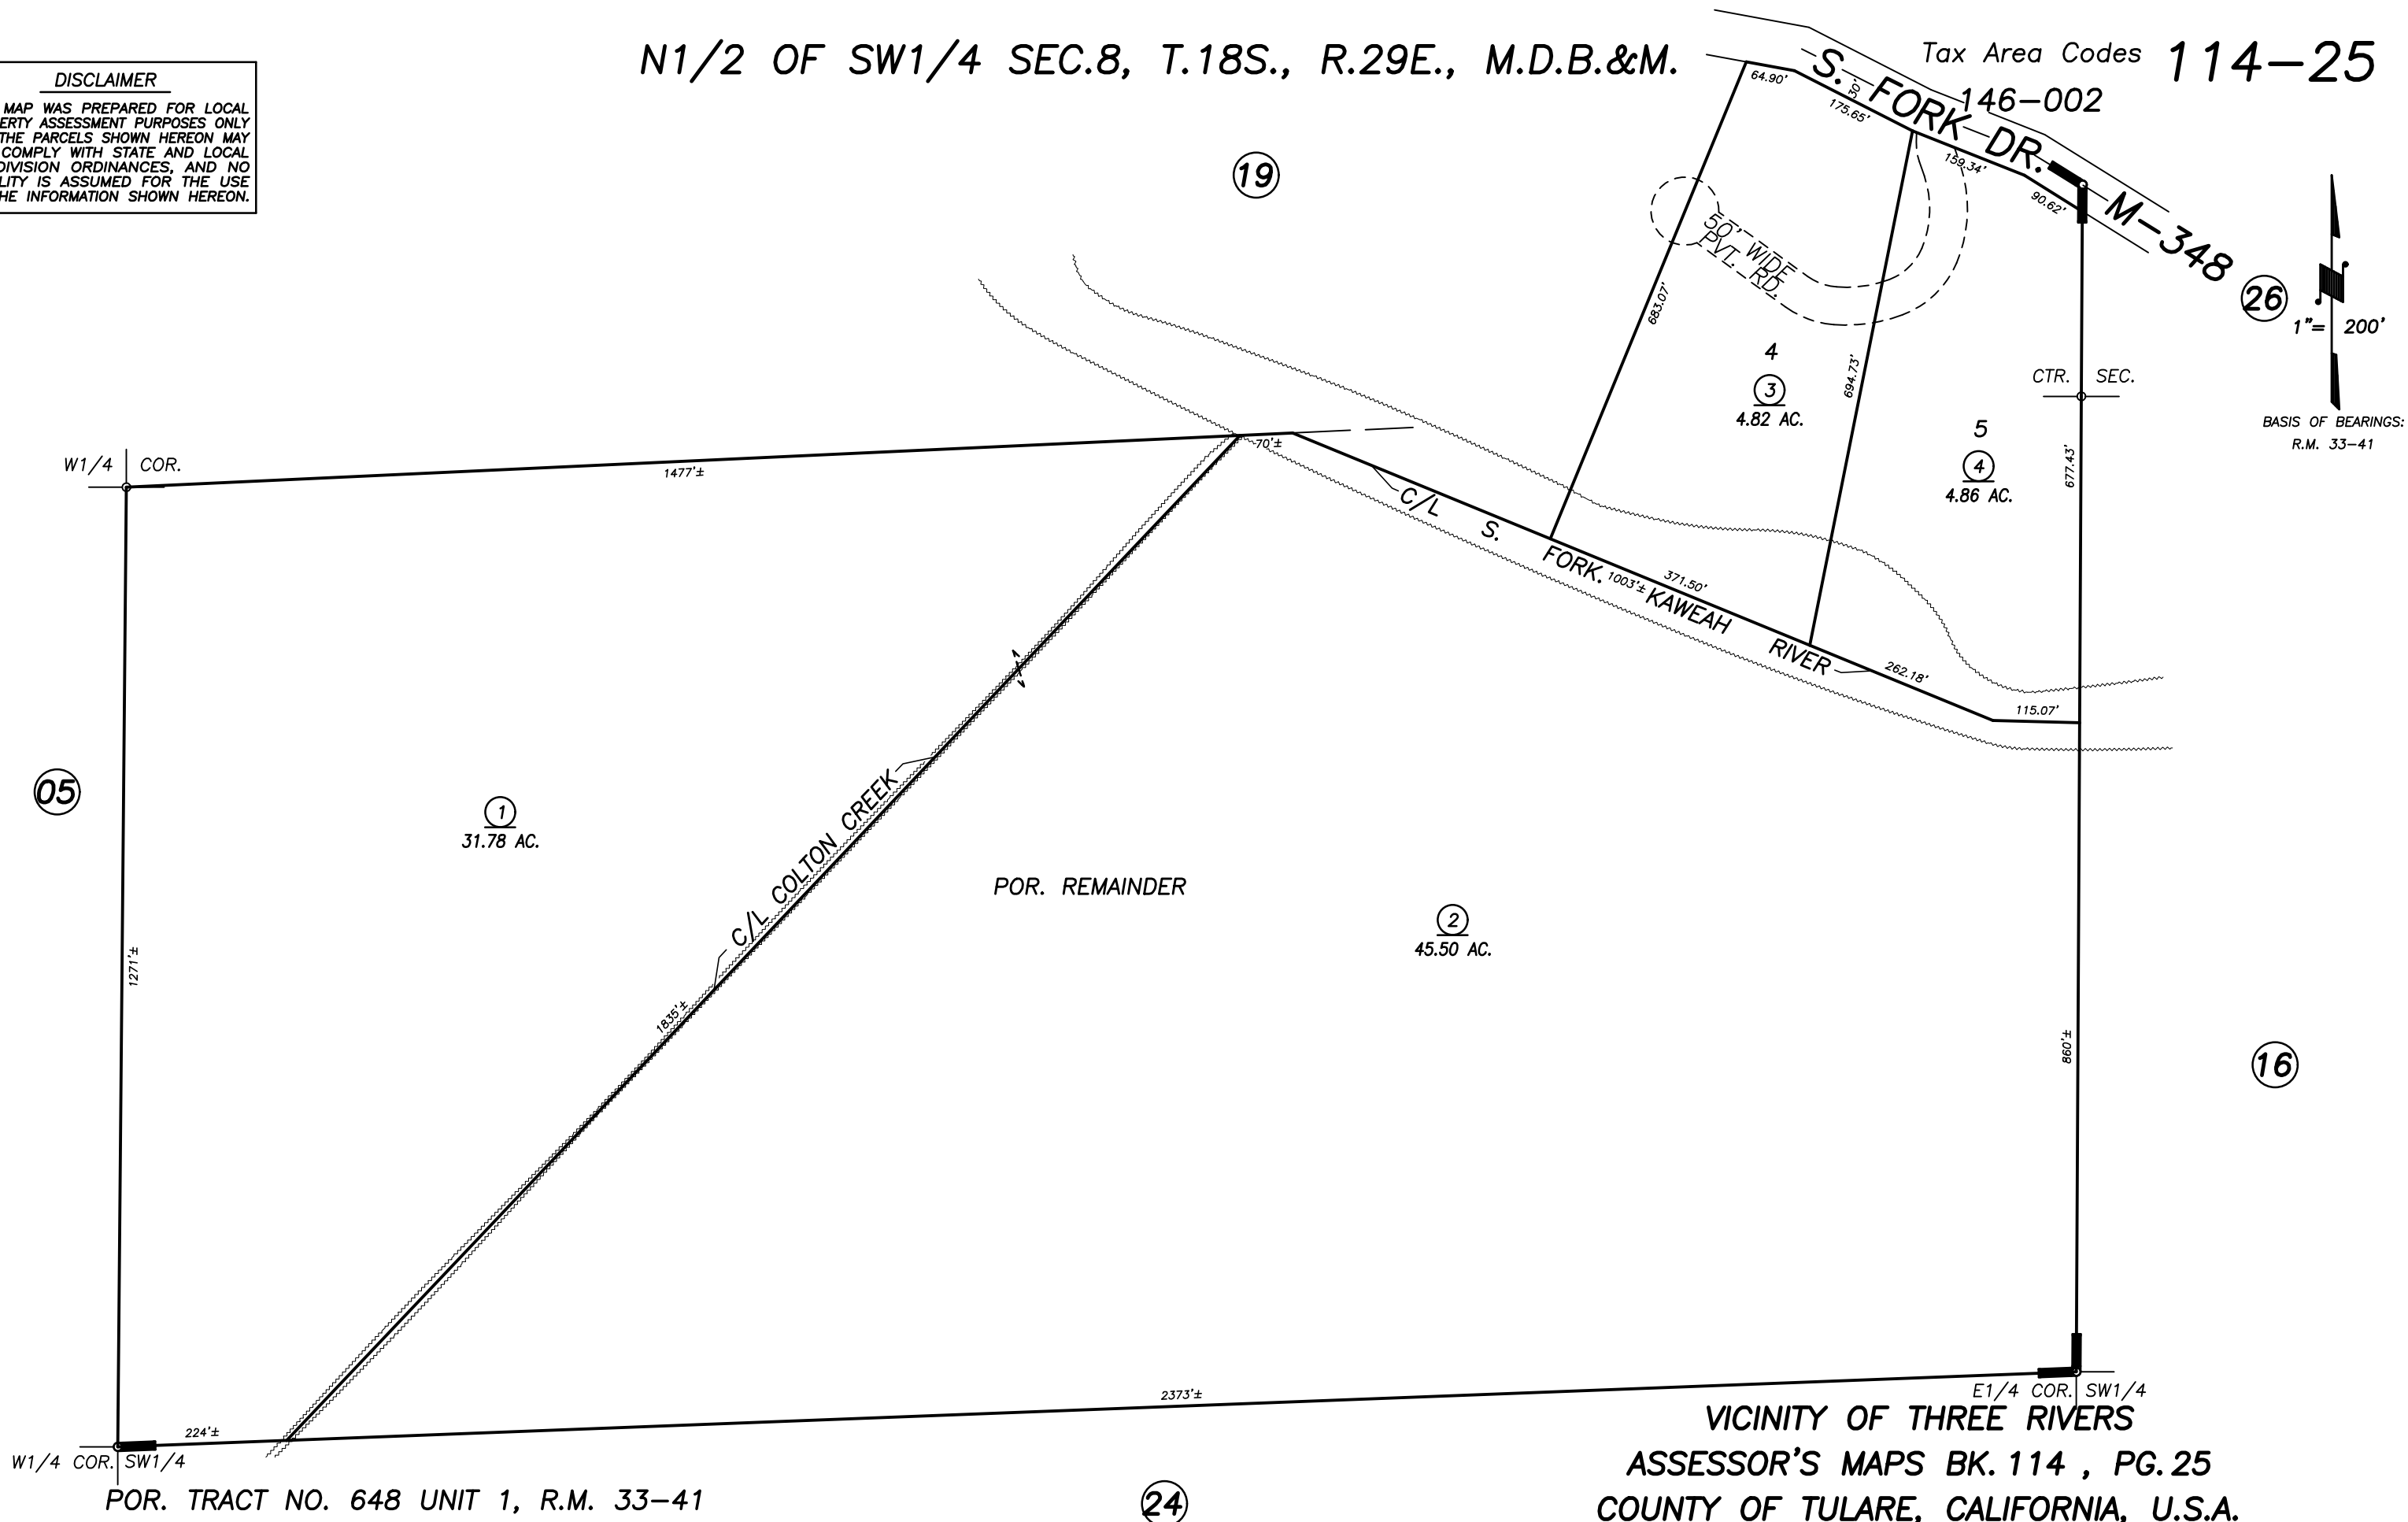 N1/2 OF SW1/4 SEC.8, T.18S., R.29E., M.D.B.&M.
Tax Area Codes 114-25
146-002
DISCLAIMER
MAP WAS PREPARED FOR LOCAL
ERTY ASSESSMENT PURPOSES ONLY
THE PARCELS SHOWN HEREON MAY
COMPLY WITH STATE AND LOCAL
DIVISION ORDINANCES, AND NO
LITY IS ASSUMED FOR THE USE
HE INFORMATION SHOWN HEREON.
19
64.90'
175.65'
30'
S. FORK DR. M-348
159.34'
90.62'
50' WIDE
PVT. RD.
26
1"= 200'
BASIS OF BEARINGS:
R.M. 33-41
683.07'
694.73'
4
3
4.82 AC.
CTR. SEC.
5
4
4.86 AC.
677.43'
W1/4 COR.
1477'±
70'±
C/L S. FORK. KAWEAH RIVER
1003'±
371.50'
262.18'
115.07'
05
1
31.78 AC.
C/L COLTON CREEK
1835'±
1271'±
POR. REMAINDER
2
45.50 AC.
860'±
16
2373'±
224'±
E1/4 COR. SW1/4
W1/4 COR. SW1/4
POR. TRACT NO. 648 UNIT 1, R.M. 33-41
24
VICINITY OF THREE RIVERS
ASSESSOR'S MAPS BK. 114 , PG. 25
COUNTY OF TULARE, CALIFORNIA, U.S.A.